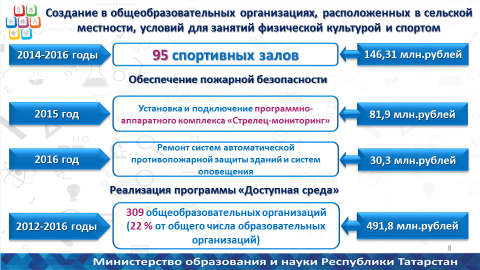 Создание в общеобразовательных организациях, расположенных в сельской
местности, условий для занятий физической культурой и спортом
2014-2016 годы
95 спортивных залов
146,31 млн.рублей
Обеспечение пожарной безопасности
2015 год
Установка и подключение программно-
аппаратного комплекса «Стрелец-мониторинг»
81,9 млн.рублей
2016 год
Ремонт систем автоматической
противопожарной защиты зданий и систем
оповещения
30,3 млн.рублей
Реализация программы «Доступная среда»
2012-2016 годы
309 общеобразовательных организаций
(22 % от общего числа образовательных
организаций)
491,8 млн.рублей
8
Министерство образования и науки Республики Татарстан